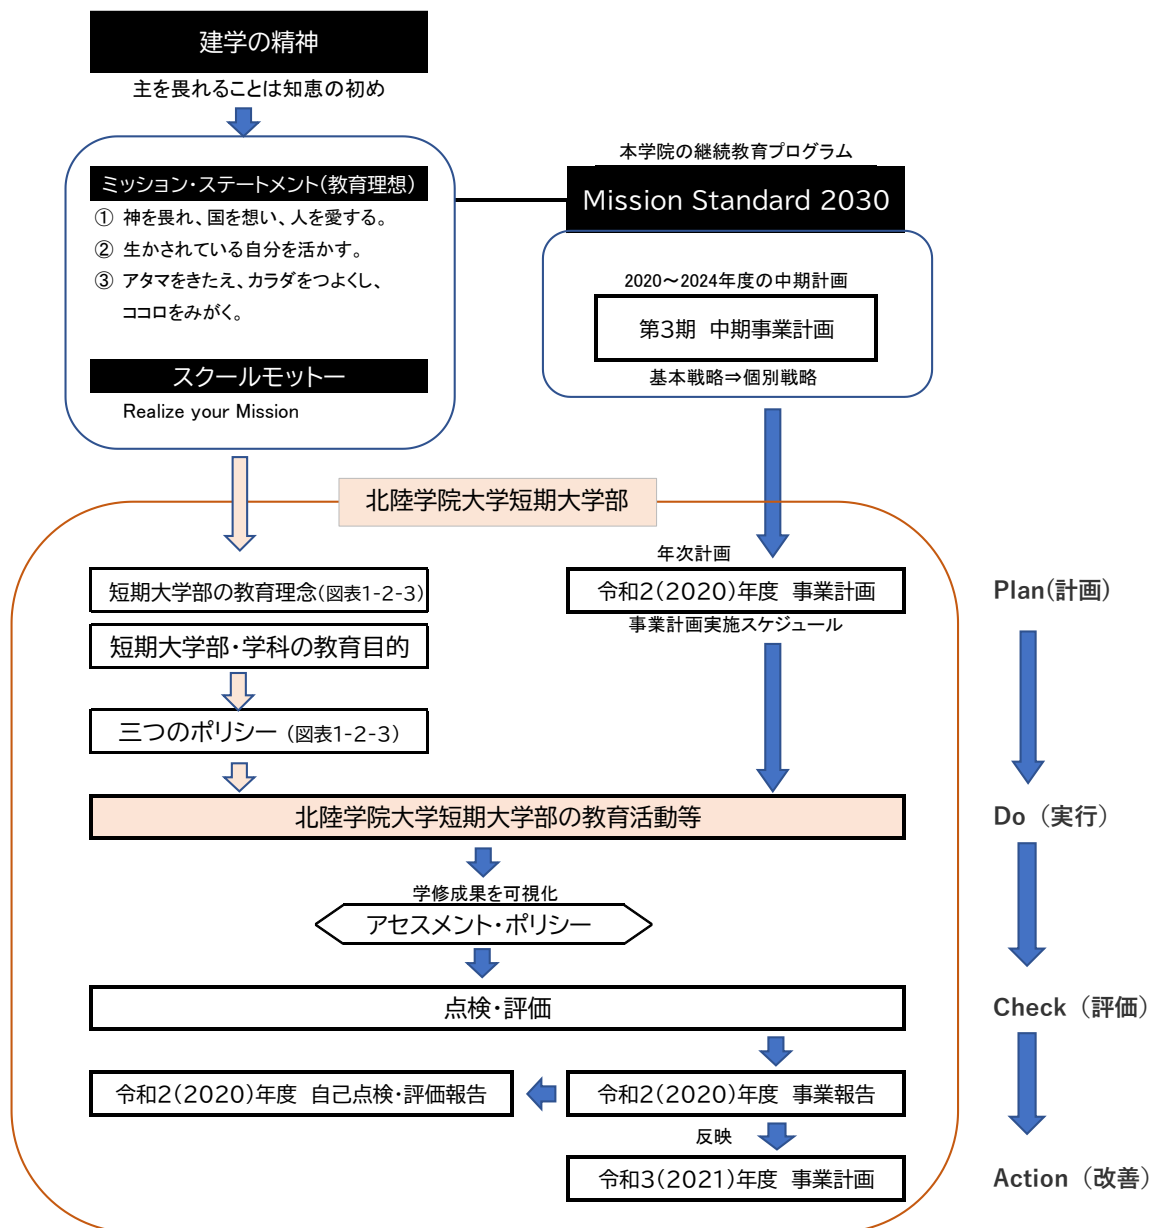 建学の精神
主を畏れることは知恵の初め
ミッション・ステートメント(教育理想)
① 神を畏れ、国を想い、人を愛する。
② 生かされている自分を活かす。
③ アタマをきたえ、カラダをつよくし、
ココロをみがく。
スクールモットー
Realize your Mission
本学院の継続教育プログラム
Mission Standard 2030
2020～2024年度の中期計画
第3期 中期事業計画
基本戦略⇒個別戦略
北陸学院大学短期大学部
短期大学部の教育理念(図表1-2-3)
短期大学部・学科の教育目的
三つのポリシー (図表1-2-3)
年次計画
令和2(2020)年度 事業計画
事業計画実施スケジュール
北陸学院大学短期大学部の教育活動等
学修成果を可視化
アセスメント・ポリシー
点検・評価
令和2(2020)年度 自己点検・評価報告
令和2(2020)年度 事業報告
反映
令和3(2021)年度 事業計画
Plan(計画)
Do（実行）
Check（評価）
Action（改善）